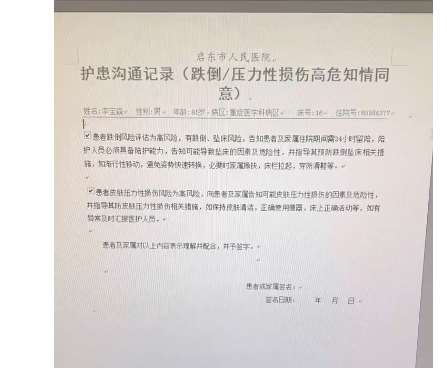 启东市人民医院
护患沟通记录（跌倒/压力性损伤高危知情同
意）
姓名:李宝森 性别:男 年龄:80岁 病区:重症医学科病区 床号:16 住院号:80584377
☑患者跌倒风险评估为高风险，有跌倒、坠床风险，告知患者及家属住院期间需24小时留陪，陪
护人员必须具备陪护能力，告知可能导致坠床的因素及危险性，并指导其预防跌倒坠床相关措
施，如渐行性移动，避免姿势快速转换，必要时家属搀扶，床栏拉起，穿防滑鞋等。
☑患者皮肤压力性损伤风险为高风险，向患者及家属告知可能皮肤压力性损伤的因素及危险性，
并指导其防皮肤压力性损伤相关措施，如保持皮肤清洁，正确使用便器，床上正确活动等，如有
异常及时汇报医护人员。
患者及家属对以上内容表示理解并配合，并予签字。
患者或家属签名：
签名日期： 年 月 日